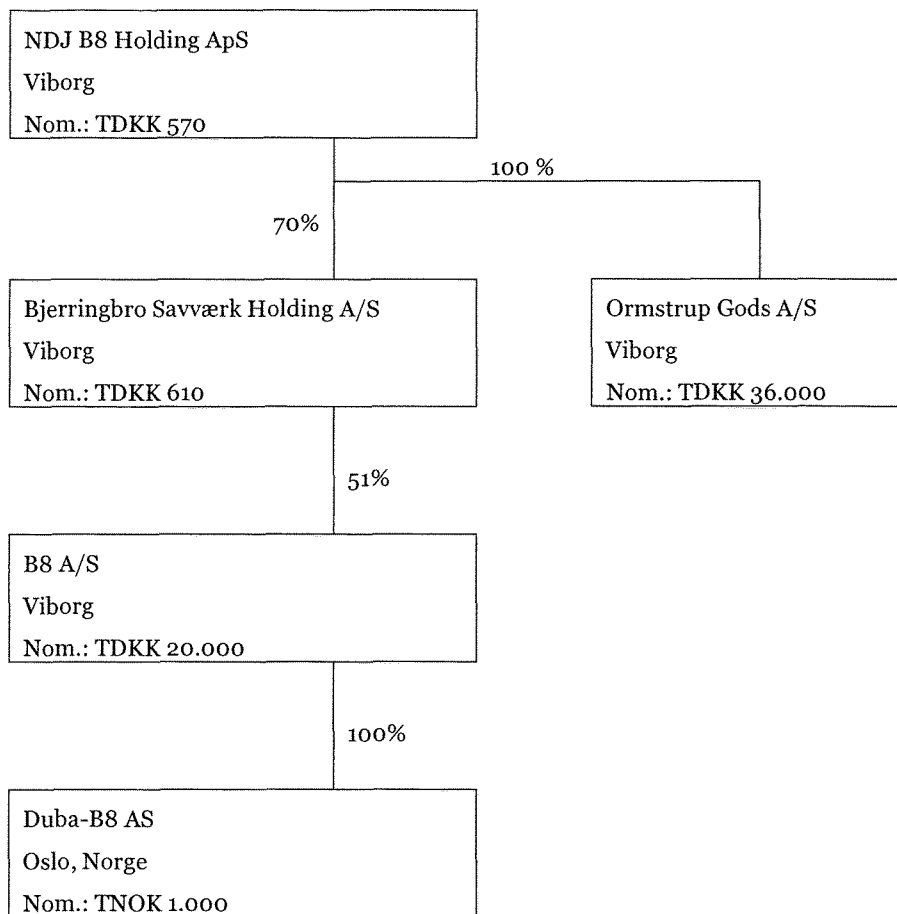 NDJ B8 Holding ApS
Viborg
Nom.: TDKK 570
100 %
70%
Bjerringbro Savværk Holding A/S
Viborg
Nom.: TDKK 610
Ormstrup Gods A/S
Viborg
Nom.: TDKK 36.000
51%
B8 A/S
Viborg
Nom.: TDKK 20.000
100%
Duba-B8 AS
Oslo, Norge
Nom.: TNOK 1.000